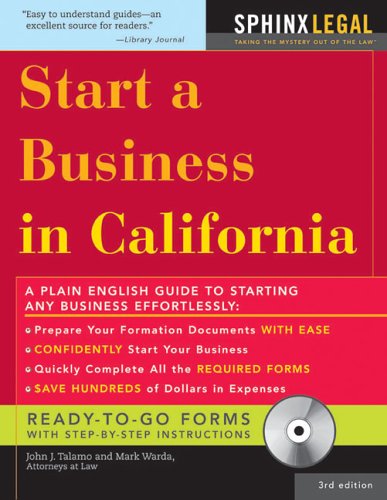 "Easy to understand guides—an
excellent source for readers."
—Library Journal
SPHINX LEGAL
TAKING THE MYSTERY OUT OF THE LAW™
Start a
Business
in California
A PLAIN ENGLISH GUIDE TO STARTING
ANY BUSINESS EFFORTLESSLY:
Prepare Your Formation Documents WITH EASE
CONFIDENTLY Start Your Business
Quickly Complete All the REQUIRED FORMS
$AVE HUNDREDS of Dollars in Expenses
READY-TO-GO FORMS
WITH STEP-BY-STEP INSTRUCTIONS
John J. Talamo and Mark Warda,
Attorneys at Law
3rd edition